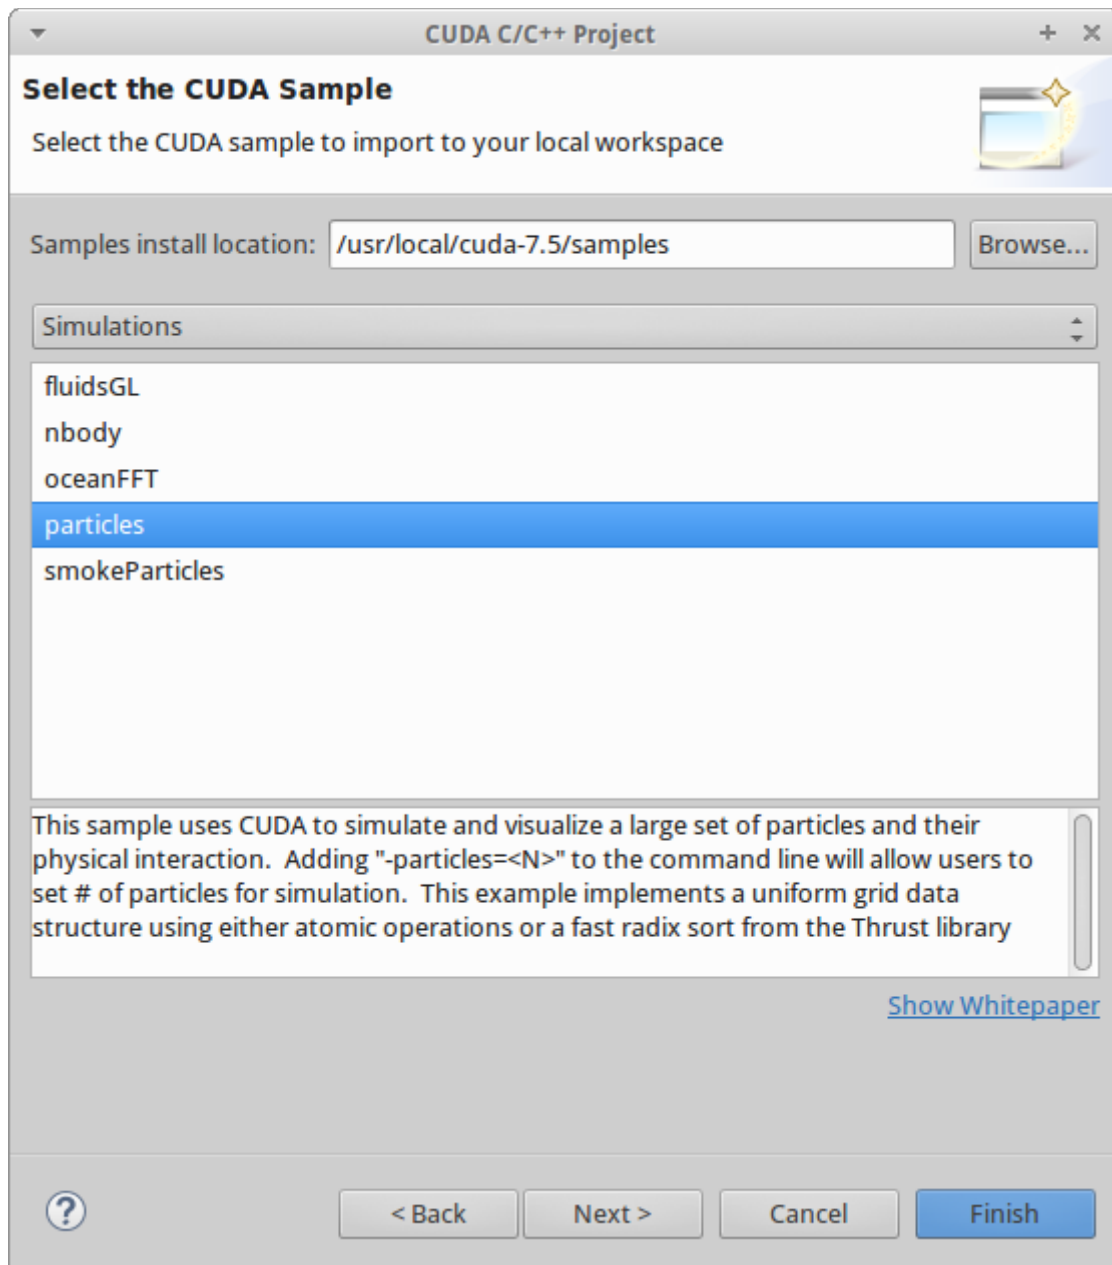 CUDA C/C++ Project
Select the CUDA Sample
Select the CUDA sample to import to your local workspace
Samples install location: /usr/local/cuda-7.5/samples Browse...
Simulations
fluidsGL
nbody
oceanFFT
particles
smokeParticles
This sample uses CUDA to simulate and visualize a large set of particles and their
physical interaction.  Adding "-particles=<N>" to the command line will allow users to
set # of particles for simulation.  This example implements a uniform grid data
structure using either atomic operations or a fast radix sort from the Thrust library
Show Whitepaper
? < Back Next > Cancel Finish